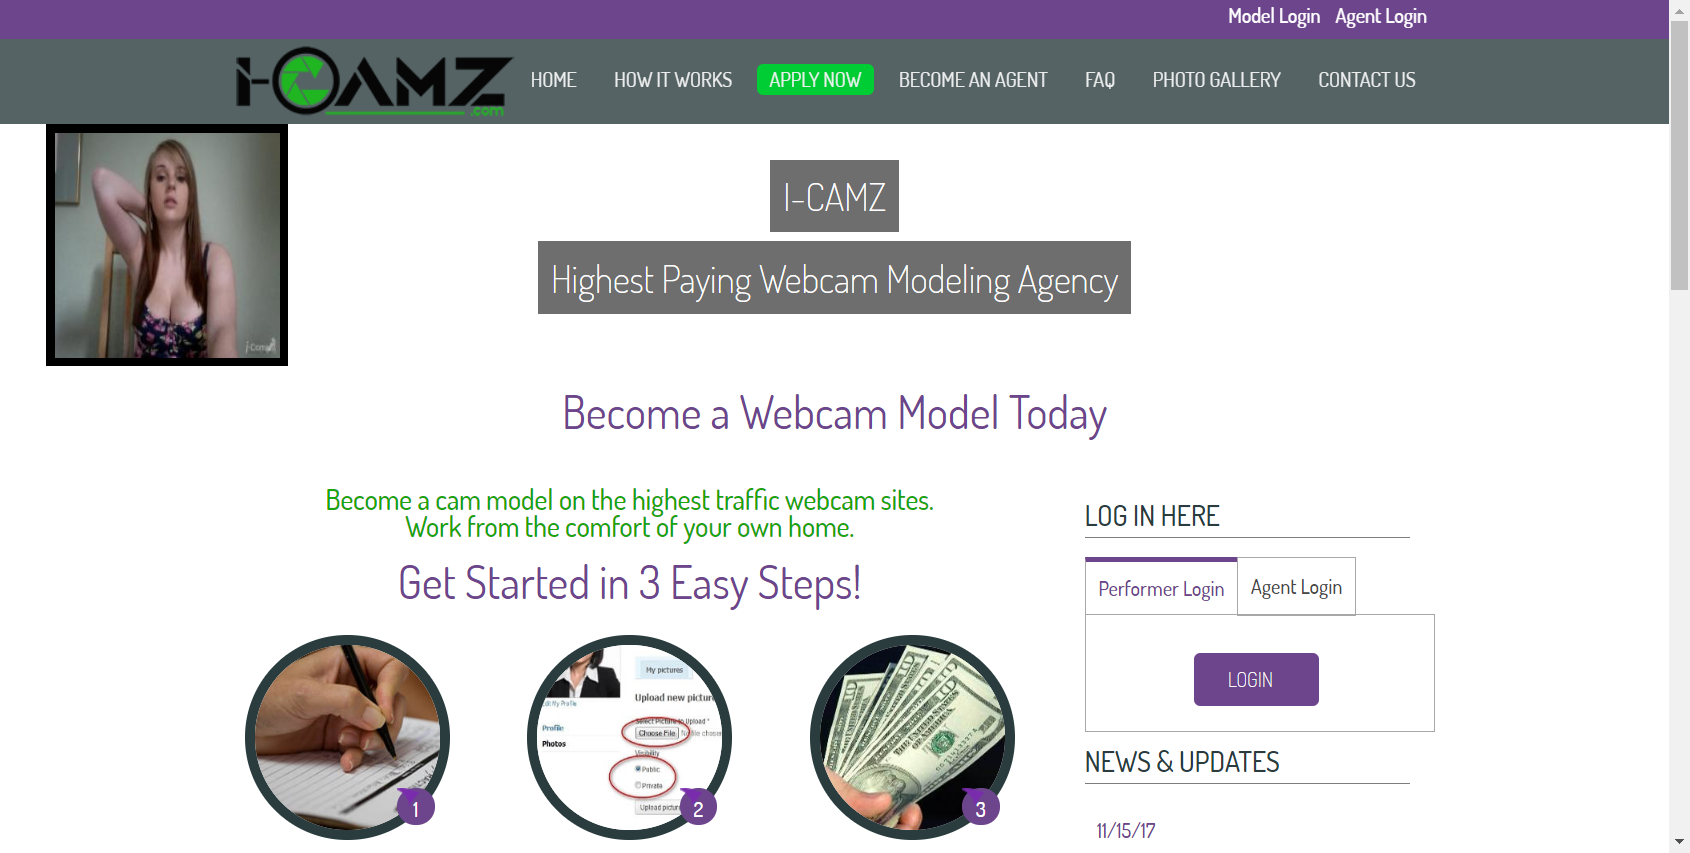 Model Login Agent Login
i-CAMZ
.com
HOME HOW IT WORKS APPLY NOW BECOME AN AGENT FAQ PHOTO GALLERY CONTACT US
I-CAMZ
Highest Paying Webcam Modeling Agency
Become a Webcam Model Today
Become a cam model on the highest traffic webcam sites.
Work from the comfort of your own home.
Get Started in 3 Easy Steps!
LOG IN HERE
Performer Login Agent Login
LOGIN
My pictures
Upload new pictur
Edit My Profile
Profile
Photos
Select Picture to Upload *
Choose File No file chosen
Visibility
Public
Private
Upload pictur
1
2
3
NEWS & UPDATES
11/15/17